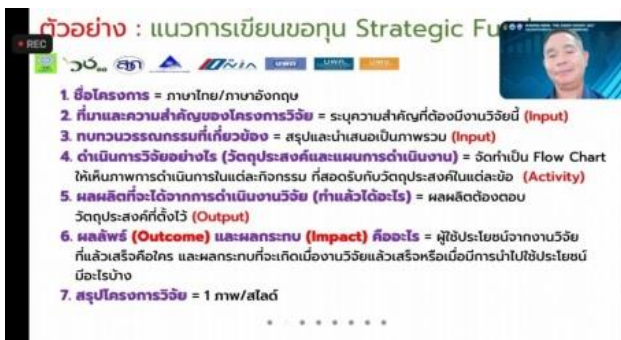 ตัวอย่าง : แนวการเขียนขอทุน Strategic Fu
REC
วช. สวก NIA บพท บพค บพข
1. ชื่อโครงการ = ภาษาไทย/ภาษาอังกฤษ
2. ที่มาและความสำคัญของโครงการวิจัย = ระบุความสำคัญที่ต้องมีงานวิจัยนี้ (Input)
3. ทบทวนวรรณกรรมที่เกี่ยวข้อง = สรุปและนำเสนอเป็นภาพรวม (Input)
4. ดำเนินการวิจัยอย่างไร (วัตถุประสงค์และแผนการดำเนินงาน) = จัดทำเป็น Flow Chart
ให้เห็นภาพการดำเนินการในแต่ละกิจกรรม ที่สอดรับกับวัตถุประสงค์ในแต่ละข้อ (Activity)
5. ผลผลิตที่จะได้จากการดำเนินงานวิจัย (ทำแล้วได้อะไร) = ผลผลิตต้องตอบ
วัตถุประสงค์ที่ตั้งไว้ (Output)
6. ผลลัพธ์ (Outcome) และผลกระทบ (Impact) คืออะไร = ผู้ใช้ประโยชน์จากงานวิจัย
ที่แล้วเสร็จคือใคร และผลกระทบที่จะเกิดเมื่องานวิจัยแล้วเสร็จหรือเมื่อมีการนำไปใช้ประโยชน์
มีอะไรบ้าง
7. สรุปโครงการวิจัย = 1 ภาพ/สไลด์